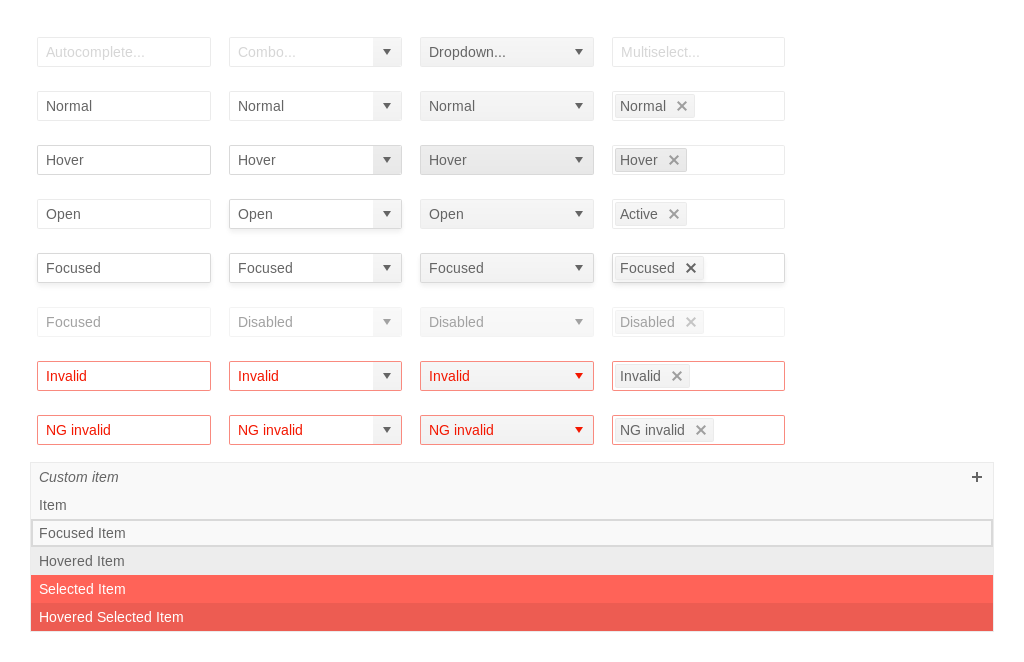 Autocomplete... Combo... Dropdown... Multiselect...
Normal Normal Normal Normal
Hover Hover Hover Hover
Open Open Open Active
Focused Focused Focused Focused
Focused Disabled Disabled Disabled
Invalid Invalid Invalid Invalid
NG invalid NG invalid NG invalid NG invalid
Custom item
Item
Focused Item
Hovered Item
Selected Item
Hovered Selected Item